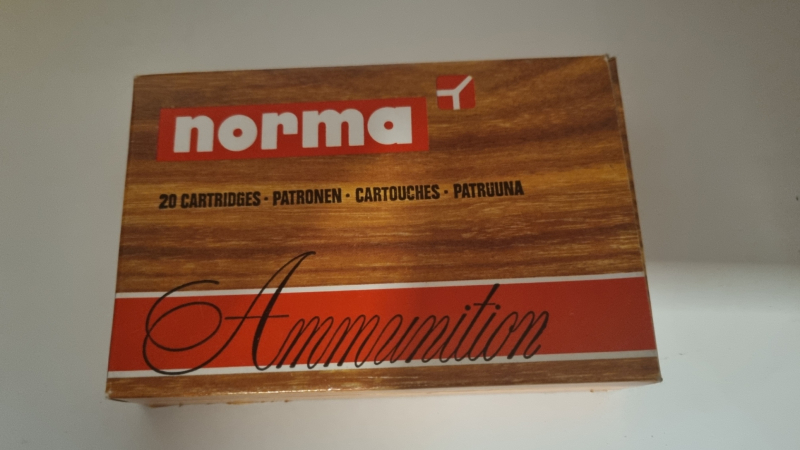 norma
20 CARTRIDGES · PATRONEN · CARTOUCHES · PATRUUNA
Ammunition